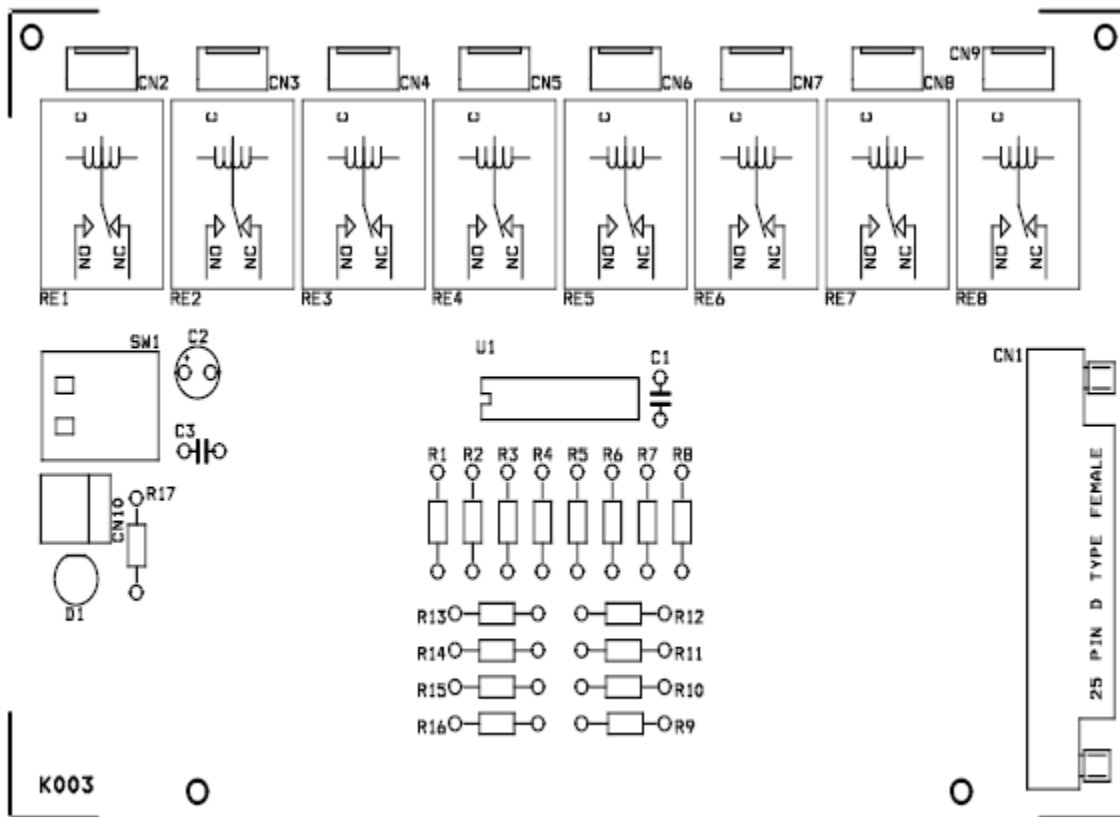 CN2 CN3 CN4 CN5 CN6 CN7 CN8 CN9
C C C C C C C C
NO NC NO NC NO NC NO NC NO NC NO NC NO NC NO NC
RE1 RE2 RE3 RE4 RE5 RE6 RE7 RE8
SW1 C2 U1 C1 CN1
+
C3
R1 R2 R3 R4 R5 R6 R7 R8
CN10 R17
D1
R13 R12
R14 R11
R15 R10
R16 R9
25 PIN D TYPE FEMALE
K003